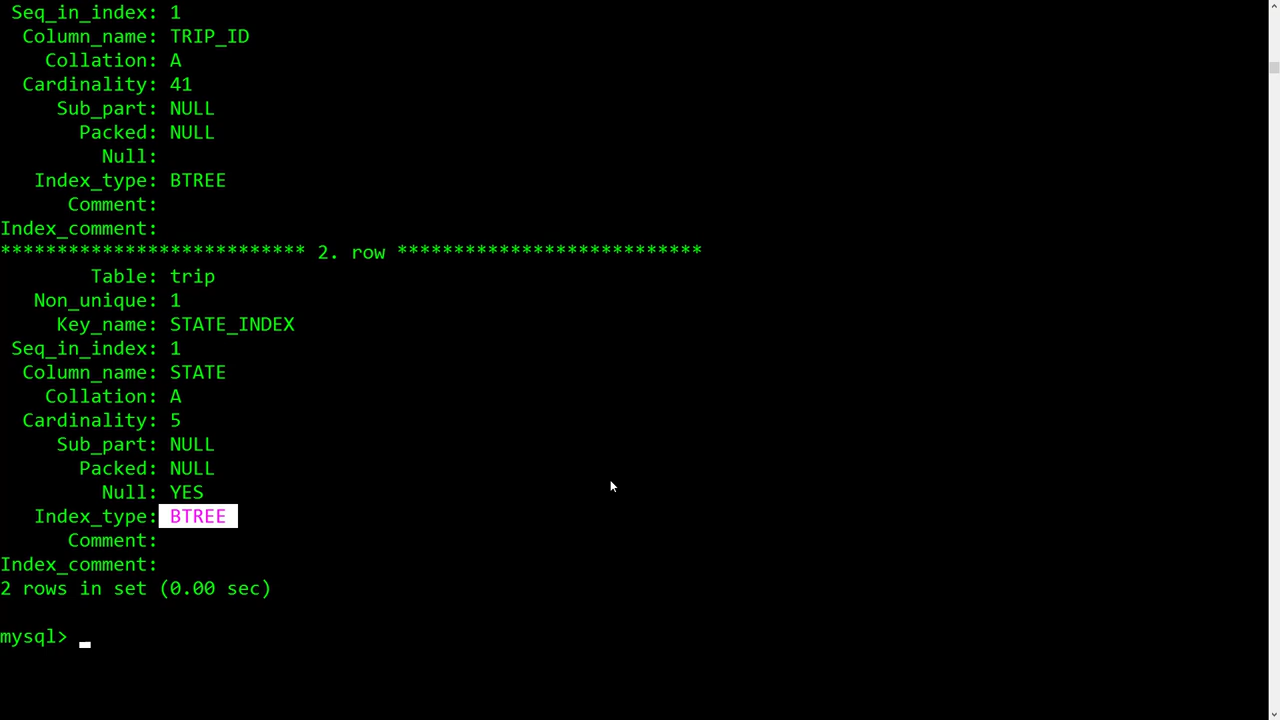 Seq_in_index: 1
Column_name: TRIP_ID
Collation: A
Cardinality: 41
Sub_part: NULL
Packed: NULL
Null:
Index_type: BTREE
Comment:
Index_comment:
*************************** 2. row ***************************
Table: trip
Non_unique: 1
Key_name: STATE_INDEX
Seq_in_index: 1
Column_name: STATE
Collation: A
Cardinality: 5
Sub_part: NULL
Packed: NULL
Null: YES
Index_type: BTREE
Comment:
Index_comment:
2 rows in set (0.00 sec)
mysql>